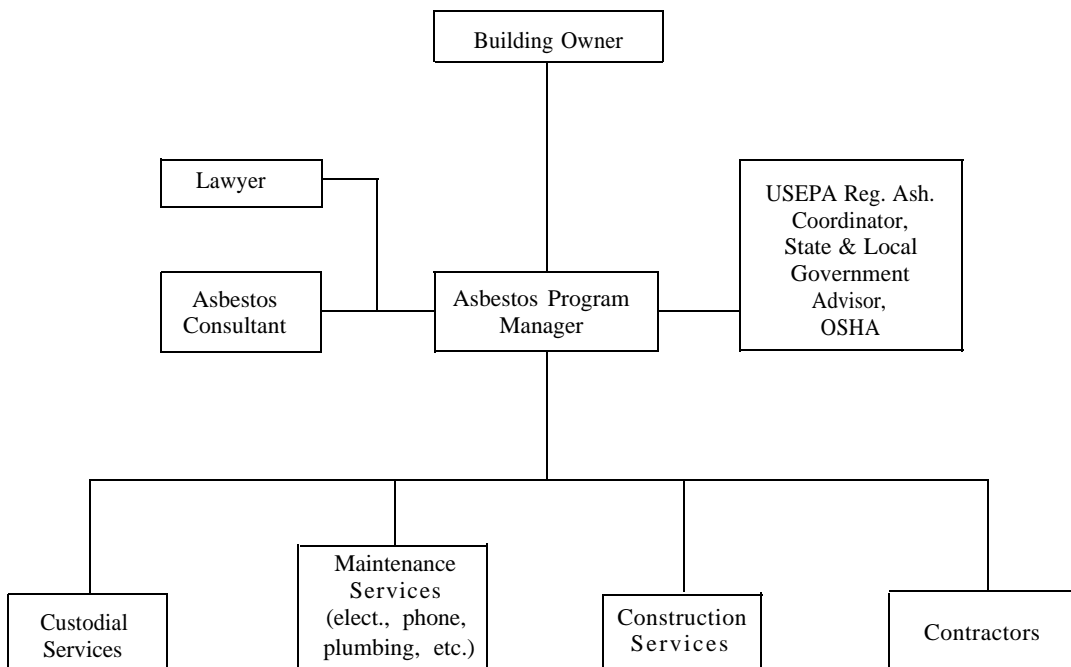 Building Owner
Lawyer
USEPA Reg. Ash.
Coordinator,
State & Local
Government
Advisor,
OSHA
Asbestos
Consultant
Asbestos Program
Manager
Custodial
Services
Maintenance
Services
(elect., phone,
plumbing, etc.)
Construction
Services
Contractors